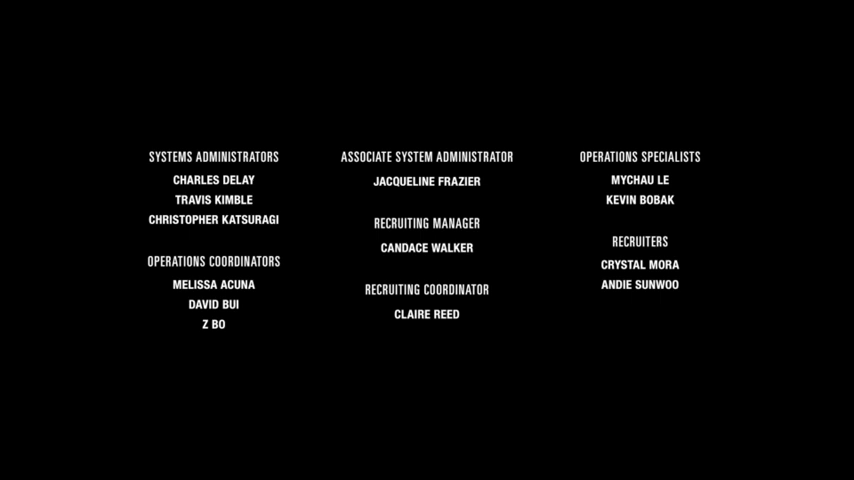 SYSTEMS ADMINISTRATORS
CHARLES DELAY
TRAVIS KIMBLE
CHRISTOPHER KATSURAGI
OPERATIONS COORDINATORS
MELISSA ACUNA
DAVID BUI
Z BO
ASSOCIATE SYSTEM ADMINISTRATOR
JACQUELINE FRAZIER
RECRUITING MANAGER
CANDACE WALKER
RECRUITING COORDINATOR
CLAIRE REED
OPERATIONS SPECIALISTS
MYCHAU LE
KEVIN BOBAK
RECRUITERS
CRYSTAL MORA
ANDIE SUNWOO